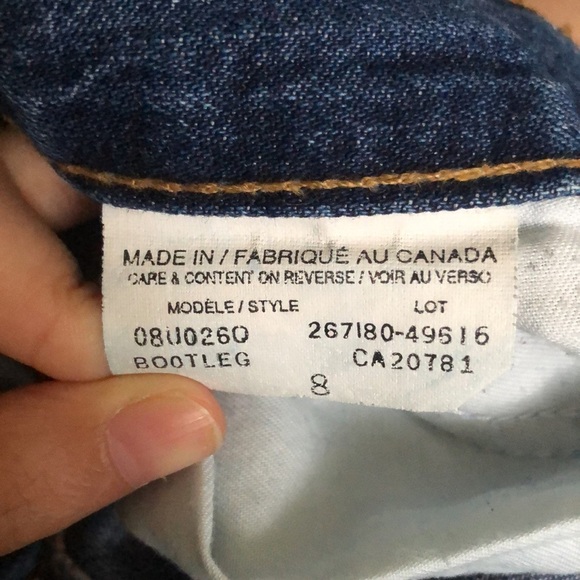 MADE IN / FABRIQUÉ AU CANADA
CARE & CONTENT ON REVERSE / VOIR AU VERSO
MODÈLE / STYLE LOT
08U0260 267180-49616
BOOTLEG CA20781
8